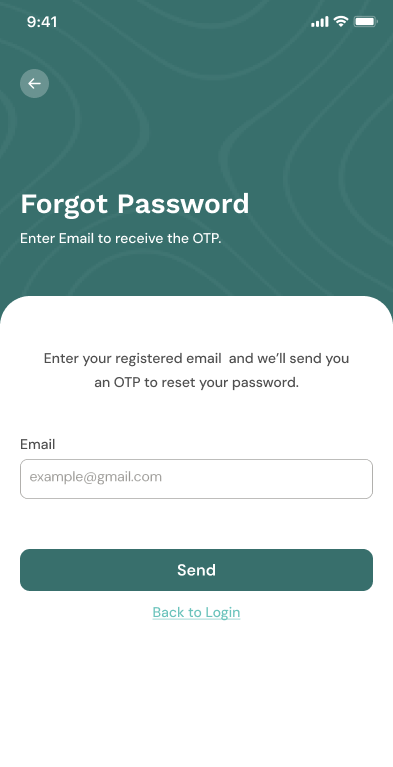 9:41
Forgot Password
Enter Email to receive the OTP.
Enter your registered email  and we’ll send you
an OTP to reset your password.
Email
example@gmail.com
Send
Back to Login